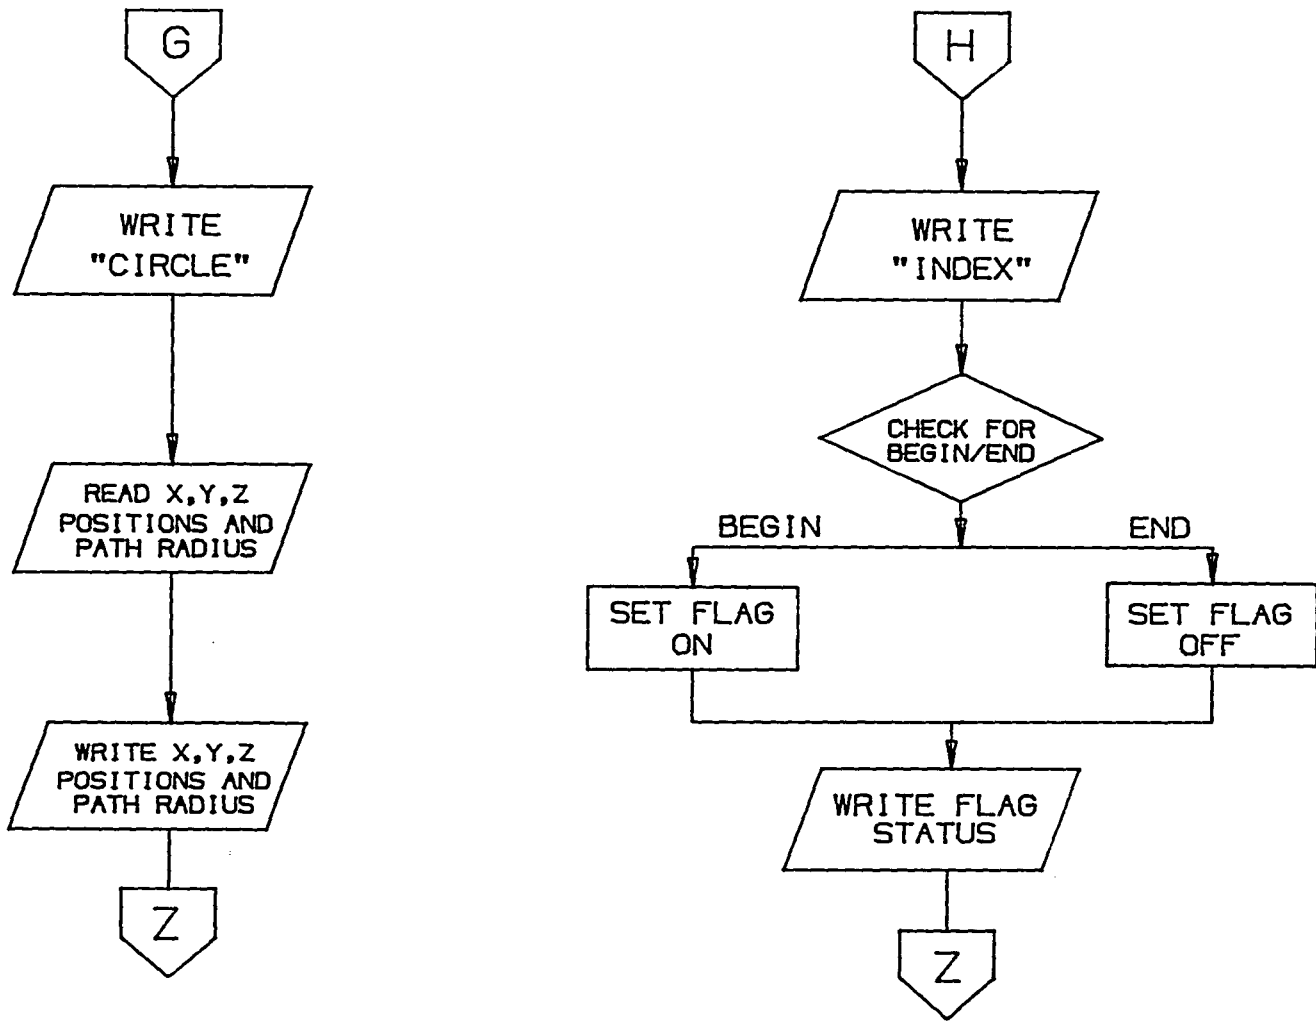 G
WRITE
"CIRCLE"
READ X,Y,Z
POSITIONS AND
PATH RADIUS
WRITE X,Y,Z
POSITIONS AND
PATH RADIUS
Z
H
WRITE
"INDEX"
CHECK FOR
BEGIN/END
BEGIN
END
SET FLAG
ON
SET FLAG
OFF
WRITE FLAG
STATUS
Z